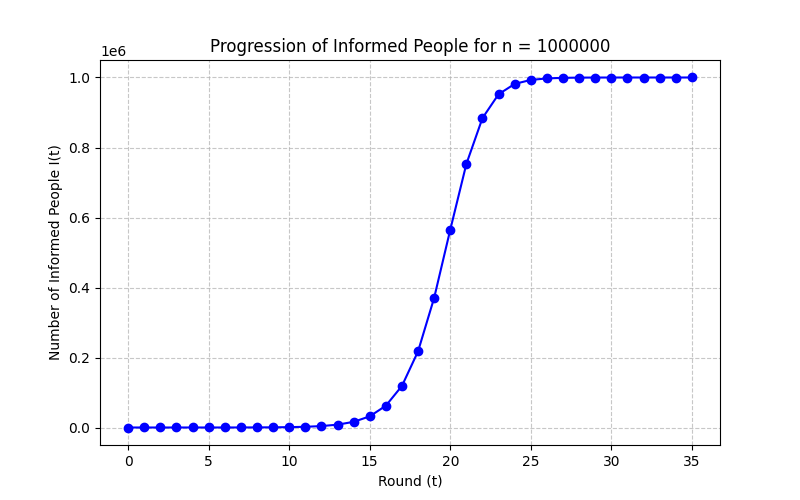 Progression of Informed People for n = 1000000
1e6
1.0
0.8
0.6
0.4
0.2
0.0
Number of Informed People I(t)
0 5 10 15 20 25 30 35
Round (t)